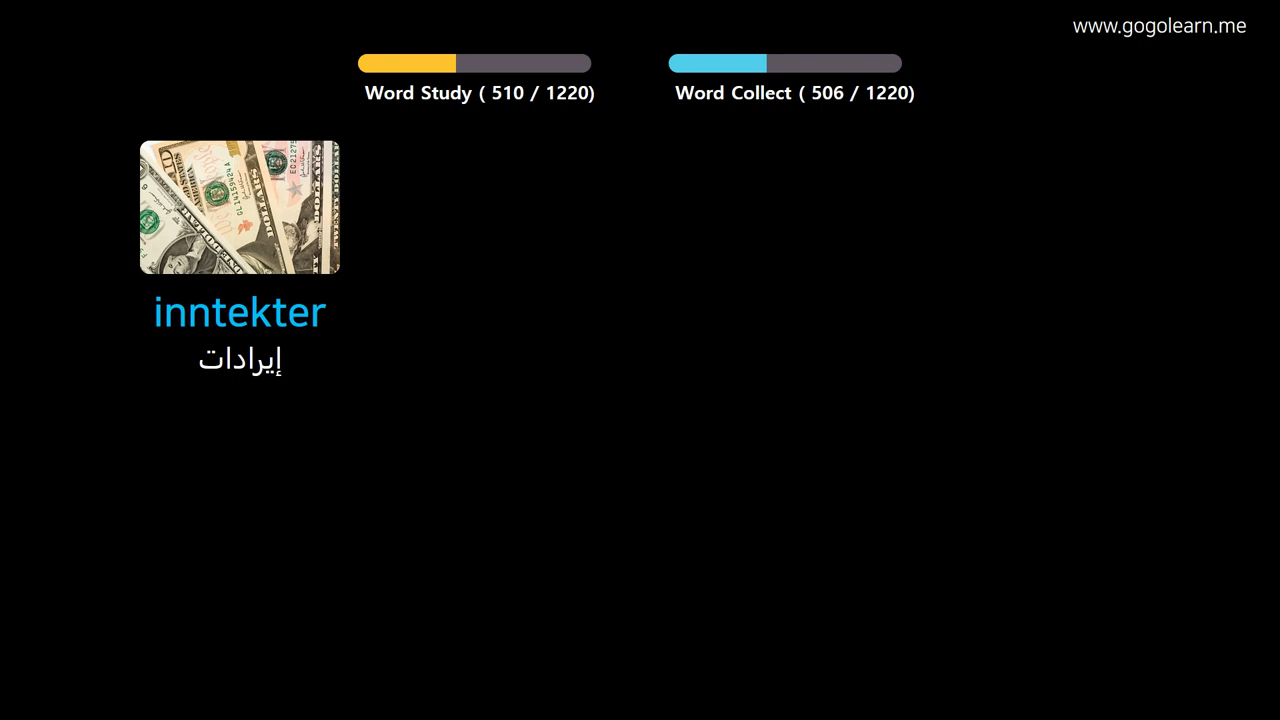 www.gogolearn.me
Word Study ( 510 / 1220)
Word Collect ( 506 / 1220)
inntekter
إيرادات